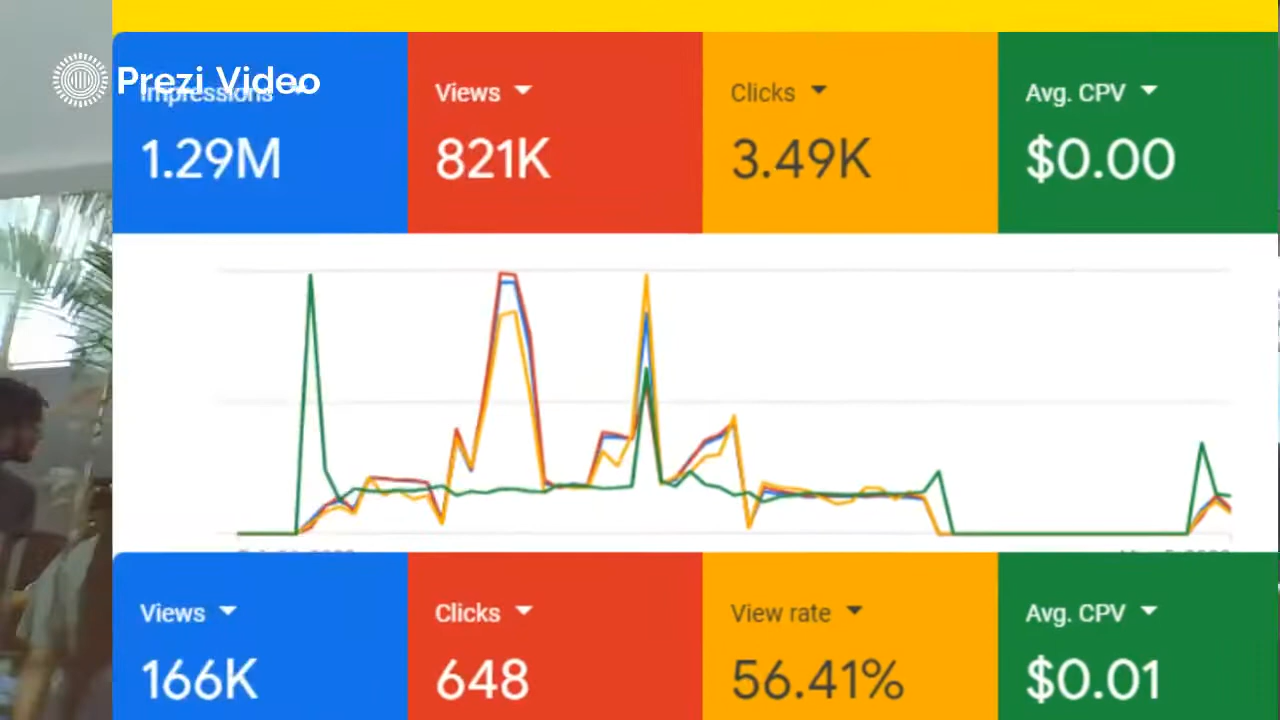 Prezi Video
Impressions Views Clicks Avg. CPV
1.29M 821K 3.49K $0.00
Views Clicks View rate Avg. CPV
166K 648 56.41% $0.01